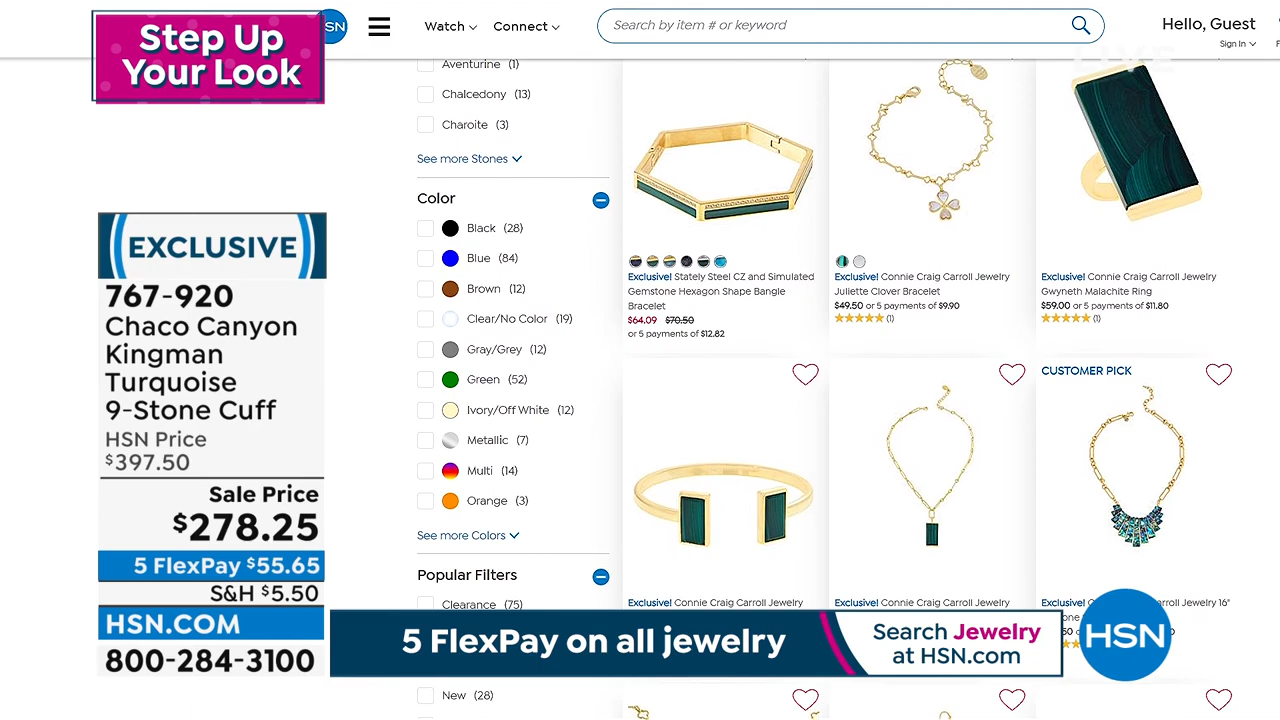 Step Up
Your Look
SN
Watch
Connect
Search by item # or keyword
Hello, Guest
Sign In
LIVE
EXCLUSIVE
767-920
Chaco Canyon
Kingman
Turquoise
9-Stone Cuff
HSN Price
$397.50
Sale Price
$278.25
5 FlexPay $55.65
S&H $5.50
HSN.COM
800-284-3100
Aventurine (1)
Chalcedony (13)
Charoite (3)
See more Stones
Color
Black (28)
Blue (84)
Brown (12)
Clear/No Color (19)
Gray/Grey (12)
Green (52)
Ivory/Off White (12)
Metallic (7)
Multi (14)
Orange (3)
See more Colors
Popular Filters
Clearance (75)
New (28)
Exclusive! Stately Steel CZ and Simulated
Gemstone Hexagon Shape Bangle
Bracelet
$64.09 $70.50
or 5 payments of $12.82
Exclusive! Connie Craig Carroll Jewelry
Juliette Clover Bracelet
$49.50 or 5 payments of $9.90
(1)
Exclusive! Connie Craig Carroll Jewelry
Gwyneth Malachite Ring
$59.00 or 5 payments of $11.80
(1)
CUSTOMER PICK
Exclusive! Connie Craig Carroll Jewelry
Exclusive! Connie Craig Carroll Jewelry
Exclusive! rroll Jewelry 16"
5 FlexPay on all jewelry
Search Jewelry
at HSN.com
HSN